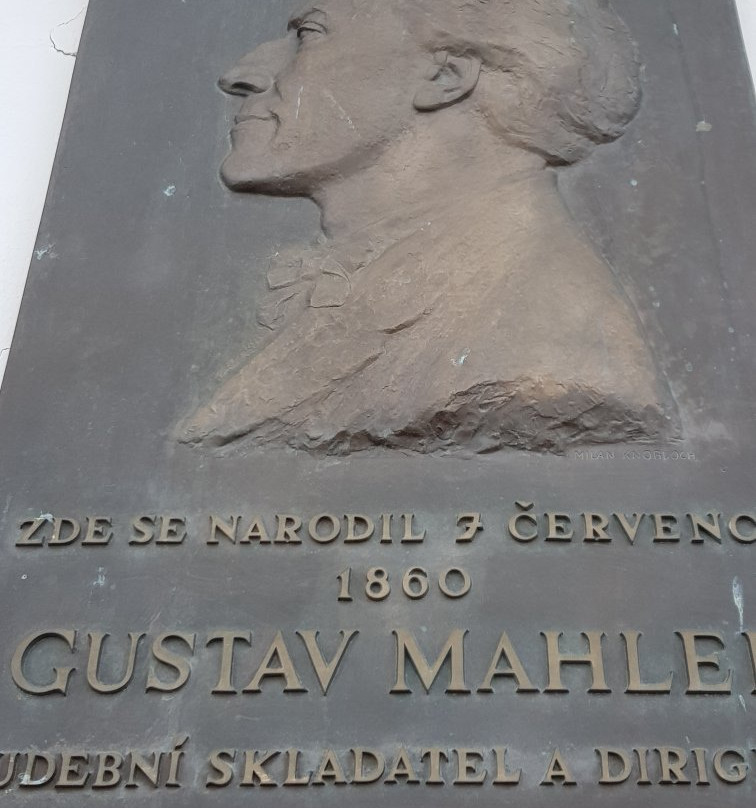 MILAN KNOBLOCH
ZDE SE NARODIL 7 ČERVENC
1860
GUSTAV MAHLE
UDEBNÍ SKLADATEL A DIRIG